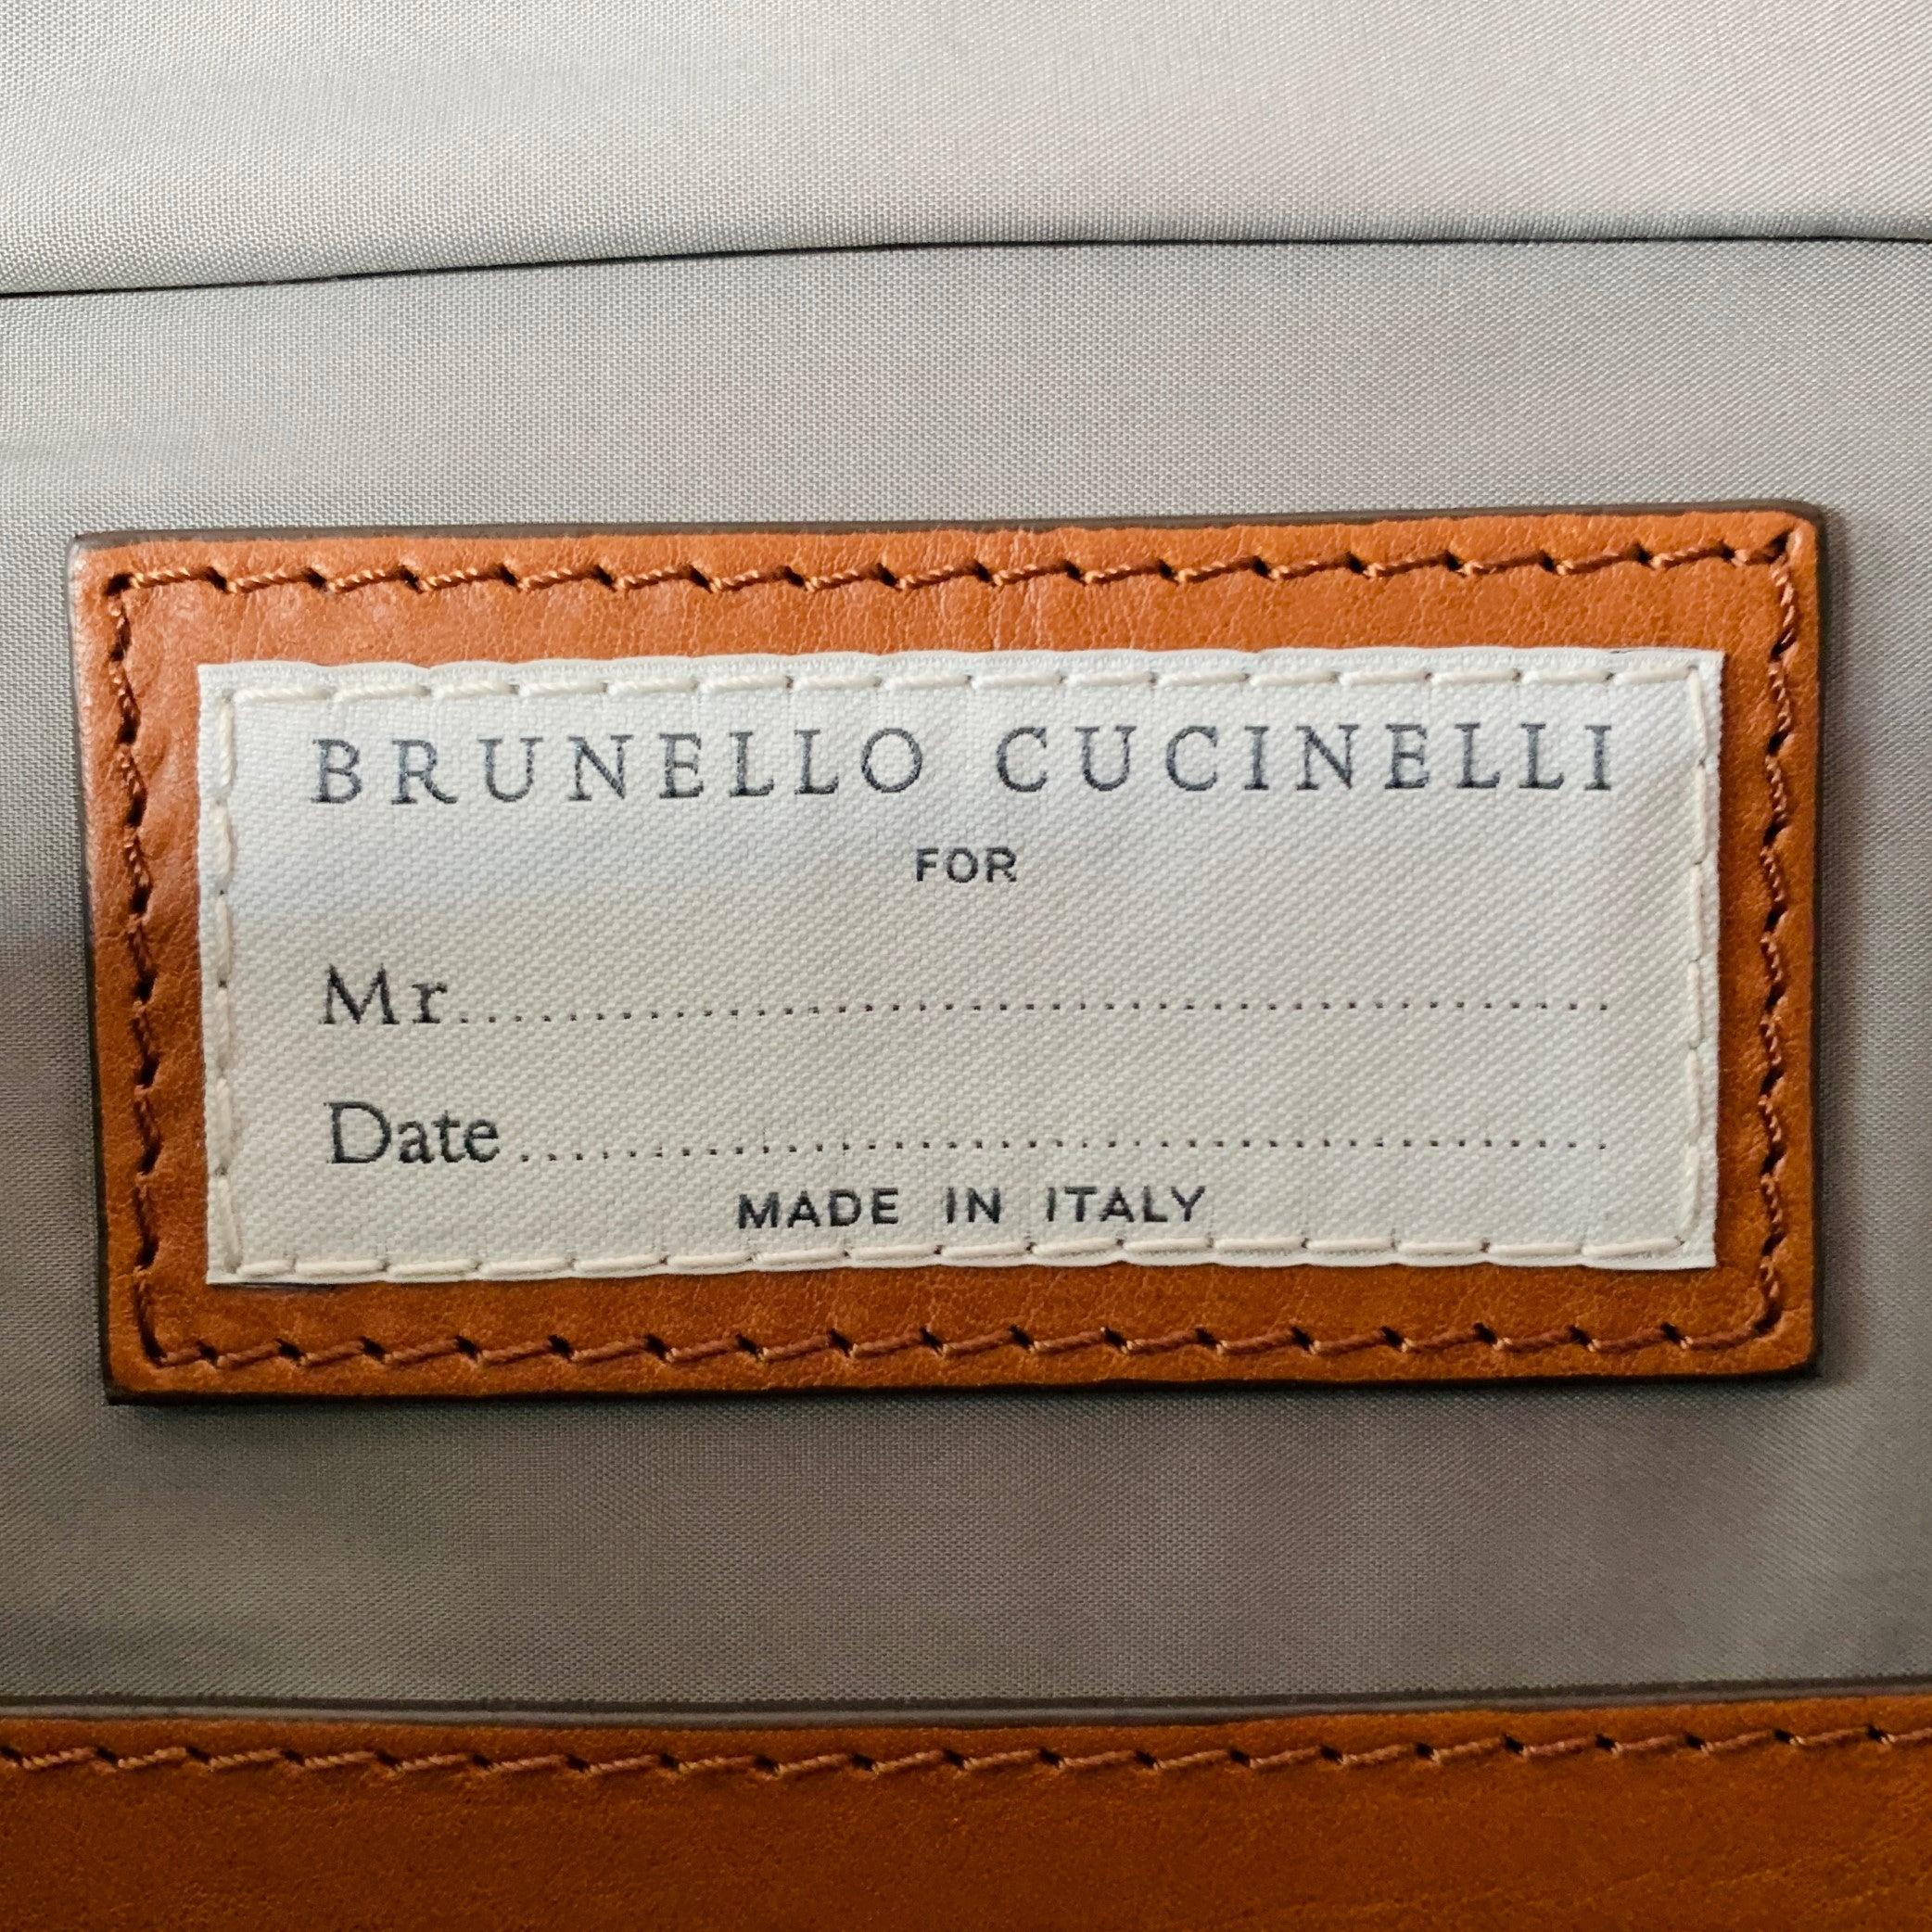 BRUNELLO CUCINELLI
FOR
Mr...........................................
Date.........................................
MADE IN ITALY